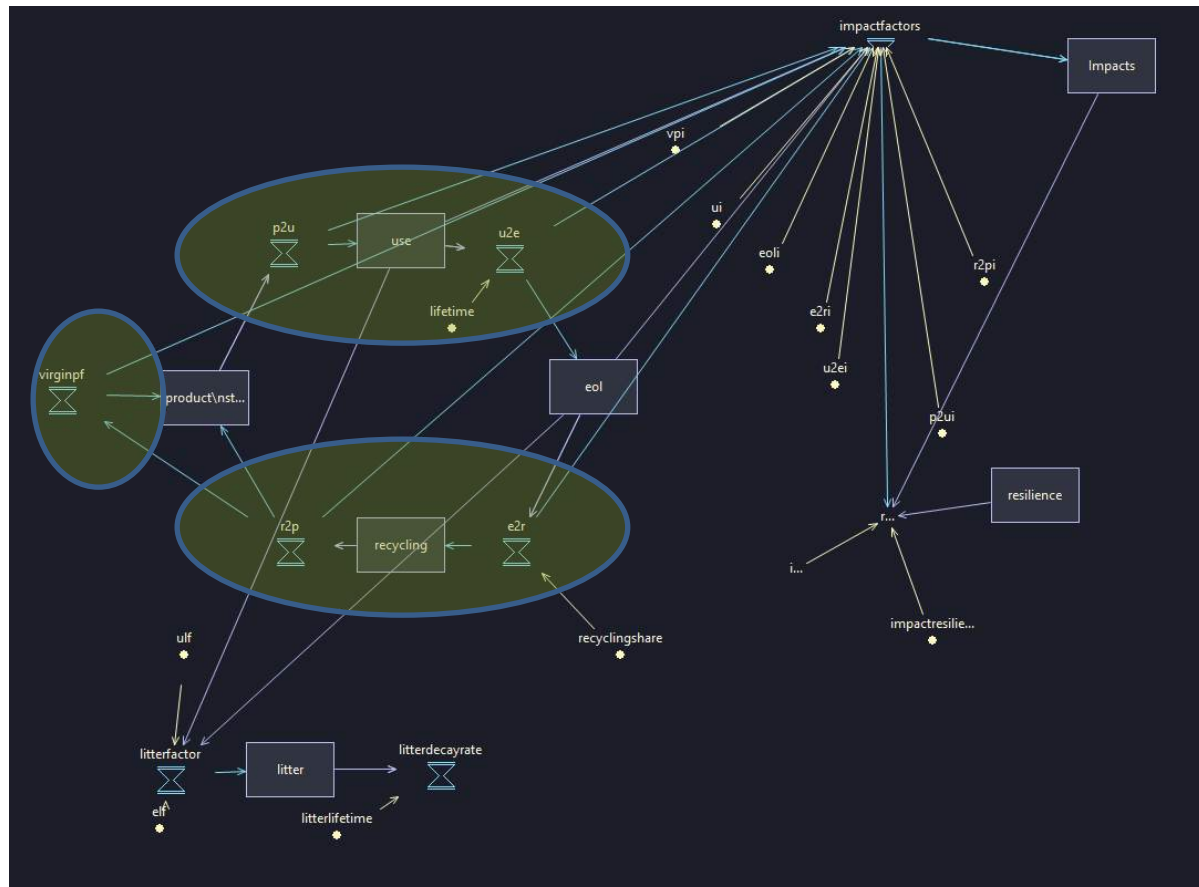 impactfactors
Impacts
vpi
p2u
use
u2e
ui
eoli
r2pi
lifetime
e2ri
u2ei
virginpf
product\nst...
eol
p2ui
resilience
r...
r2p
recycling
e2r
i...
impactresilie...
ulf
recyclingshare
litterfactor
litter
litterdecayrate
elf
litterlifetime